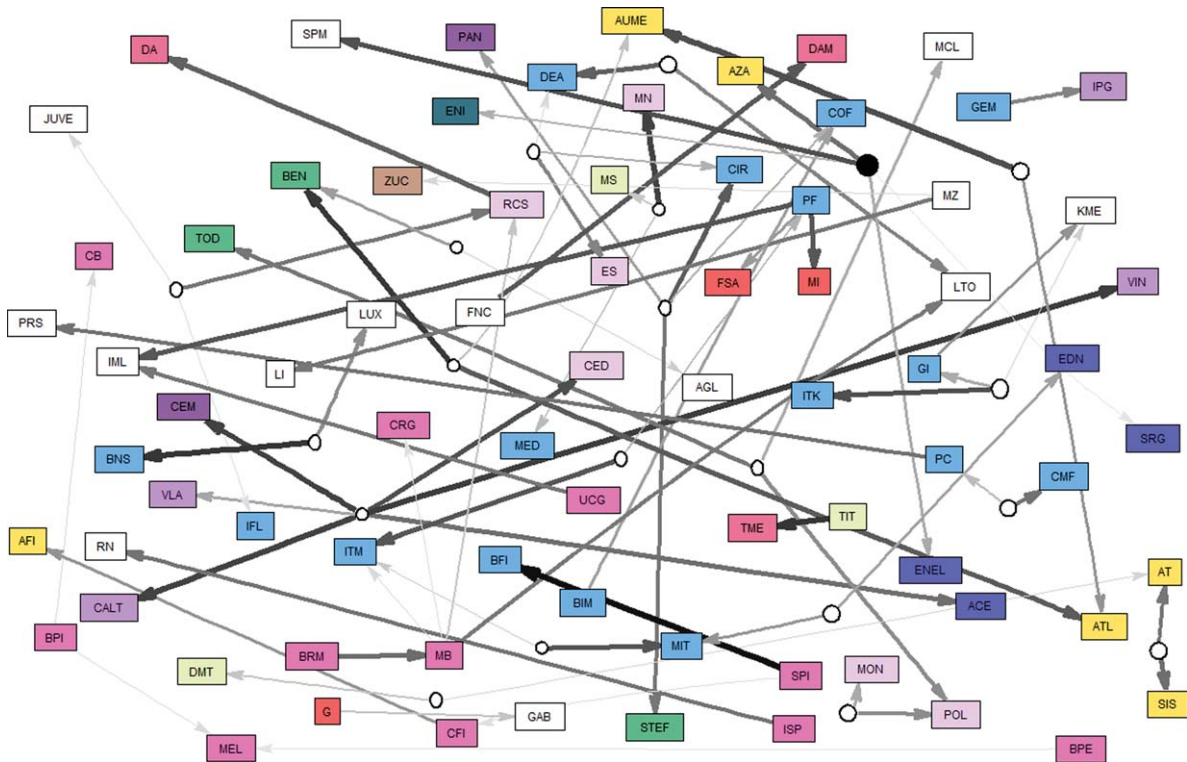 AUME
SPM
PAN
DA
DAM
MCL
DEA
AZA
MN
IPG
GEM
COF
ENI
JUVE
CIR
BEN
ZUC
MS
MZ
PF
RCS
KME
TOD
CB
ES
FSA
MI
LTO
VIN
LUX
FNC
PRS
IML
EDN
CED
GI
LI
AGL
ITK
CEM
CRG
SRG
MED
BNS
PC
CMF
VLA
UCG
TIT
IFL
TME
AFI
RN
ITM
BFI
ENEL
AT
BIM
ACE
CALT
ATL
BPI
MIT
BRM
MB
MON
DMT
SPI
SIS
G
GAB
POL
STEF
ISP
CFI
MEL
BPE